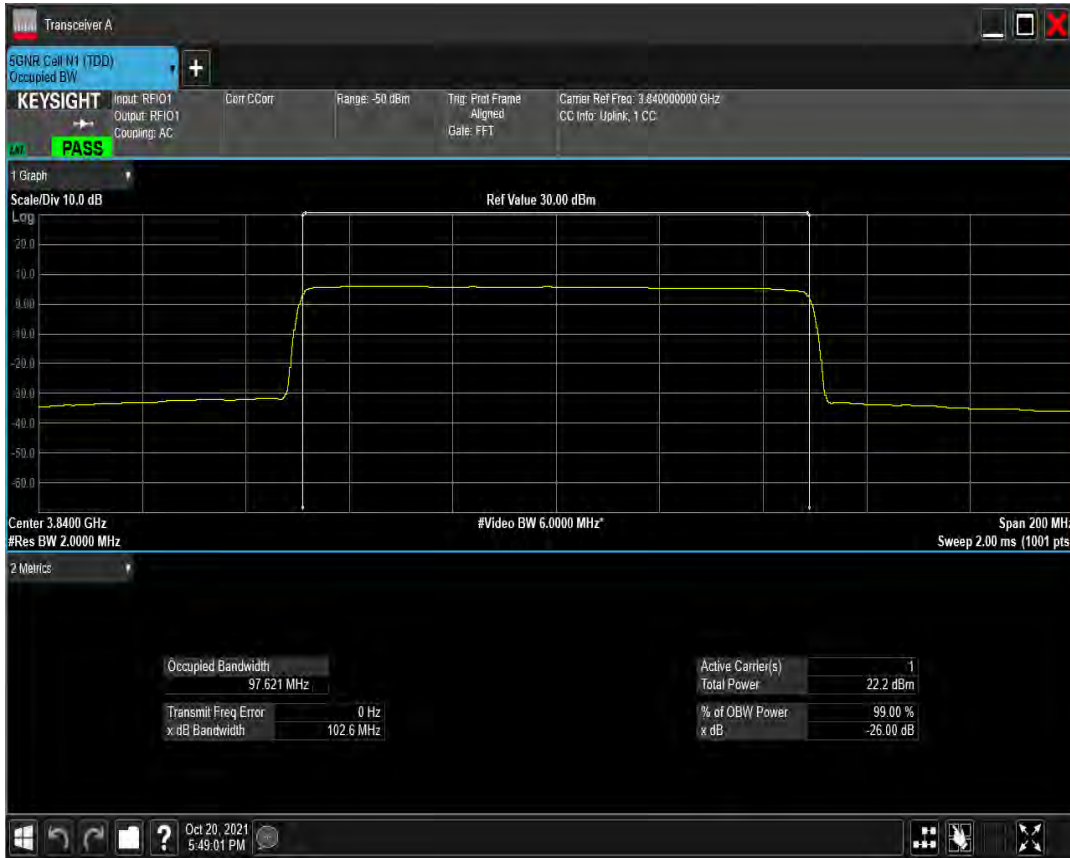 Transceiver A
5GNR Cell N1 (TDD)
Occupied BW
+
KEYSIGHT
PASS
Input: RFIO1
Output: RFIO1
Coupling: AC
Corr CCorr
Range: -50 dBm
Trig: Prot Frame
Aligned
Gate: FFT
Carrier Ref Freq: 3.840000000 GHz
CC Info: Uplink, 1 CC
1 Graph
Scale/Div 10.0 dB
Ref Value 30.00 dBm
Log
20.0
10.0
0.00
-10.0
-20.0
-30.0
-40.0
-50.0
-60.0
Center 3.8400 GHz
#Video BW 6.0000 MHz*
Span 200 MHz
#Res BW 2.0000 MHz
Sweep 2.00 ms (1001 pts
2 Metrics
Occupied Bandwidth
97.621 MHz
Transmit Freq Error 0 Hz
x dB Bandwidth 102.6 MHz
Active Carrier(s) 1
Total Power 22.2 dBm
% of OBW Power 99.00 %
x dB -26.00 dB
?
Oct 20, 2021
5:49:01 PM